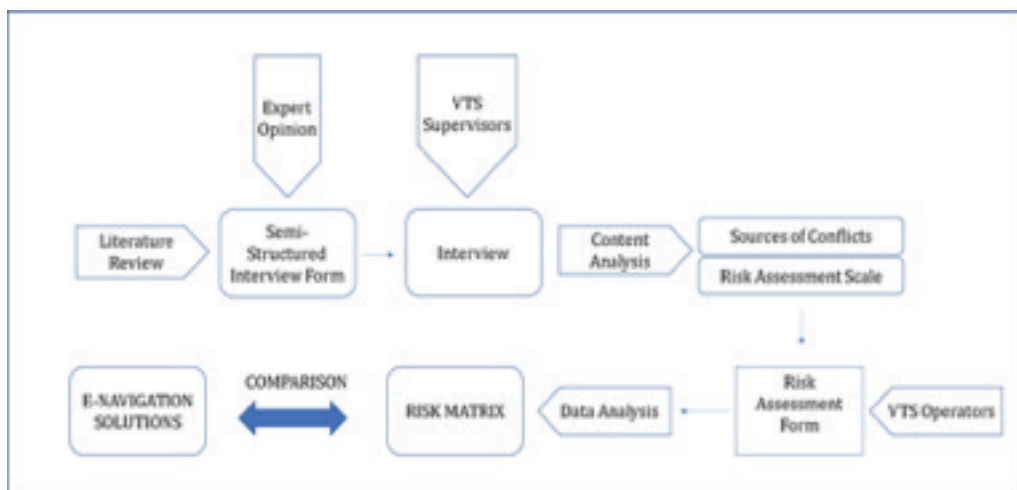 Expert
Opinion
VTS
Supervisors
Literature
Review
Semi-
Structured
Interview Form
Interview
Content
Analysis
Sources of Conflicts
Risk Assessment Scale
E-NAVIGATION
SOLUTIONS
COMPARISON
RISK MATRIX
Data Analysis
Risk
Assessment
Form
VTS Operators